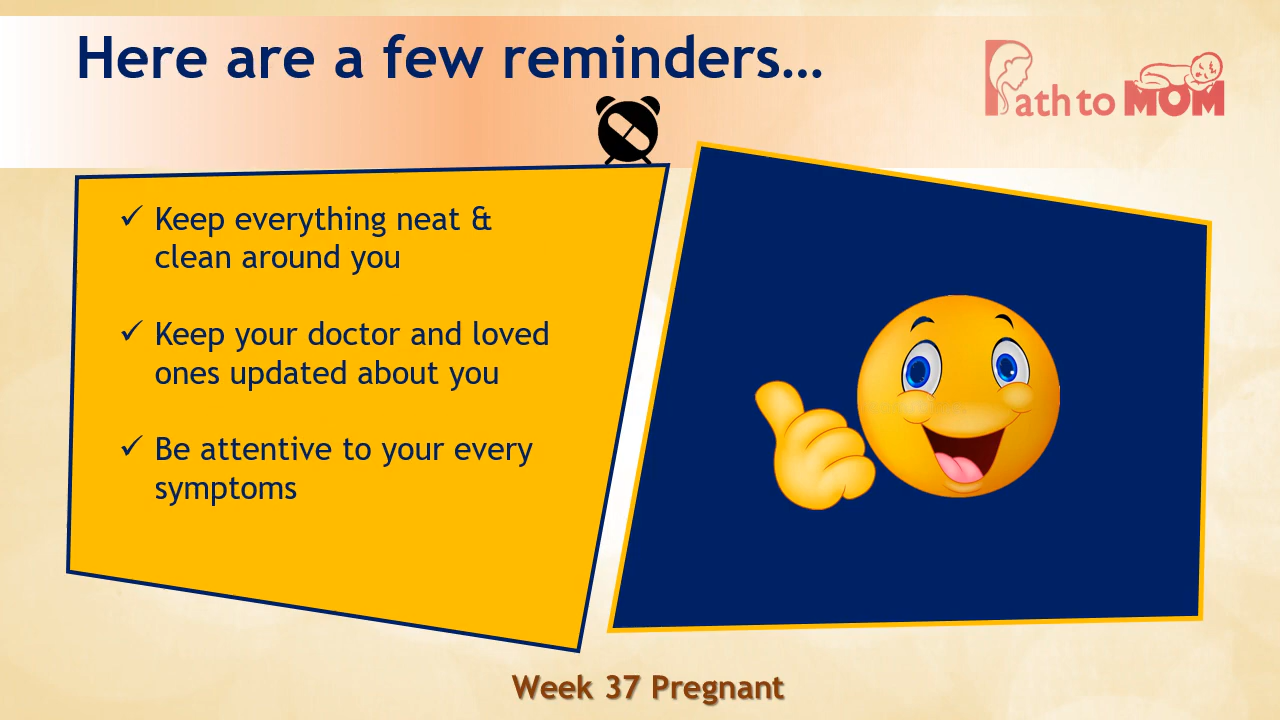 Here are a few reminders…
Path to MOM
✓ Keep everything neat &
clean around you
✓ Keep your doctor and loved
ones updated about you
✓ Be attentive to your every
symptoms
Week 37 Pregnant